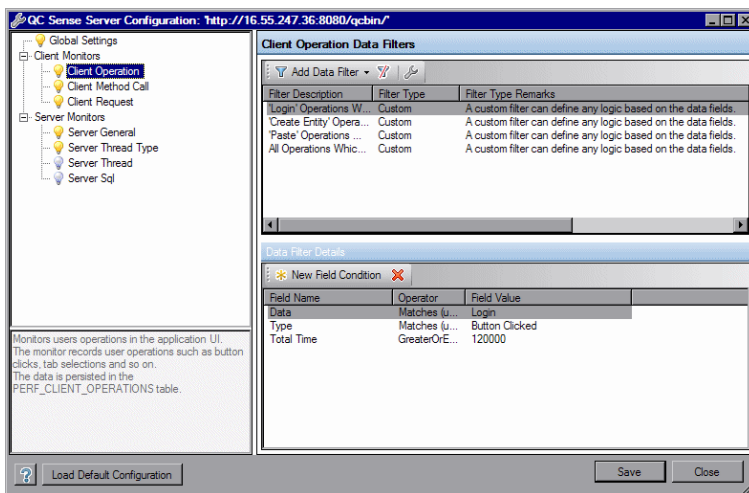 QC Sense Server Configuration: 'http://16.55.247.36:8080/qcbin/'
Global Settings
Client Monitors
Client Operation
Client Method Call
Client Request
Server Monitors
Server General
Server Thread Type
Server Thread
Server Sql
Monitors users operations in the application UI.
The monitor records user operations such as button
clicks, tab selections and so on.
The data is persisted in the
PERF_CLIENT_OPERATIONS table.
Client Operation Data Filters
Add Data Filter
Filter Description Filter Type Filter Type Remarks
'Login' Operations W... Custom A custom filter can define any logic based on the data fields.
'Create Entity' Opera... Custom A custom filter can define any logic based on the data fields.
'Paste' Operations ... Custom A custom filter can define any logic based on the data fields.
All Operations Whic... Custom A custom filter can define any logic based on the data fields.
Data Filter Details
New Field Condition
Field Name Operator Field Value
Data Matches (u... Login
Type Matches (u... Button Clicked
Total Time GreaterOrE... 120000
? Load Default Configuration Save Close